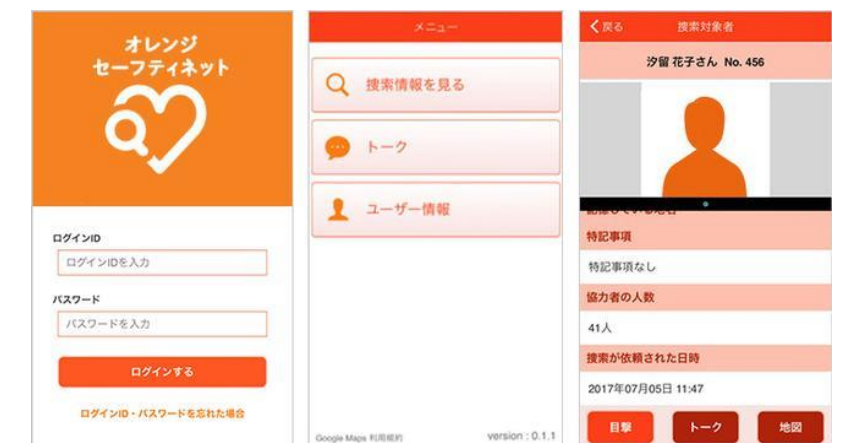 オレンジ
セーフティネット
ログインID
ログインIDを入力
パスワード
パスワードを入力
ログインする
ログインID・パスワードを忘れた場合
メニュー
捜索情報を見る
トーク
ユーザー情報
Google Maps 利用規約
version : 0.1.1
戻る
捜索対象者
汐留 花子さん No. 456
特記事項
特記事項なし
協力者の人数
41人
捜索が依頼された日時
2017年07月05日 11:47
目撃
トーク
地図